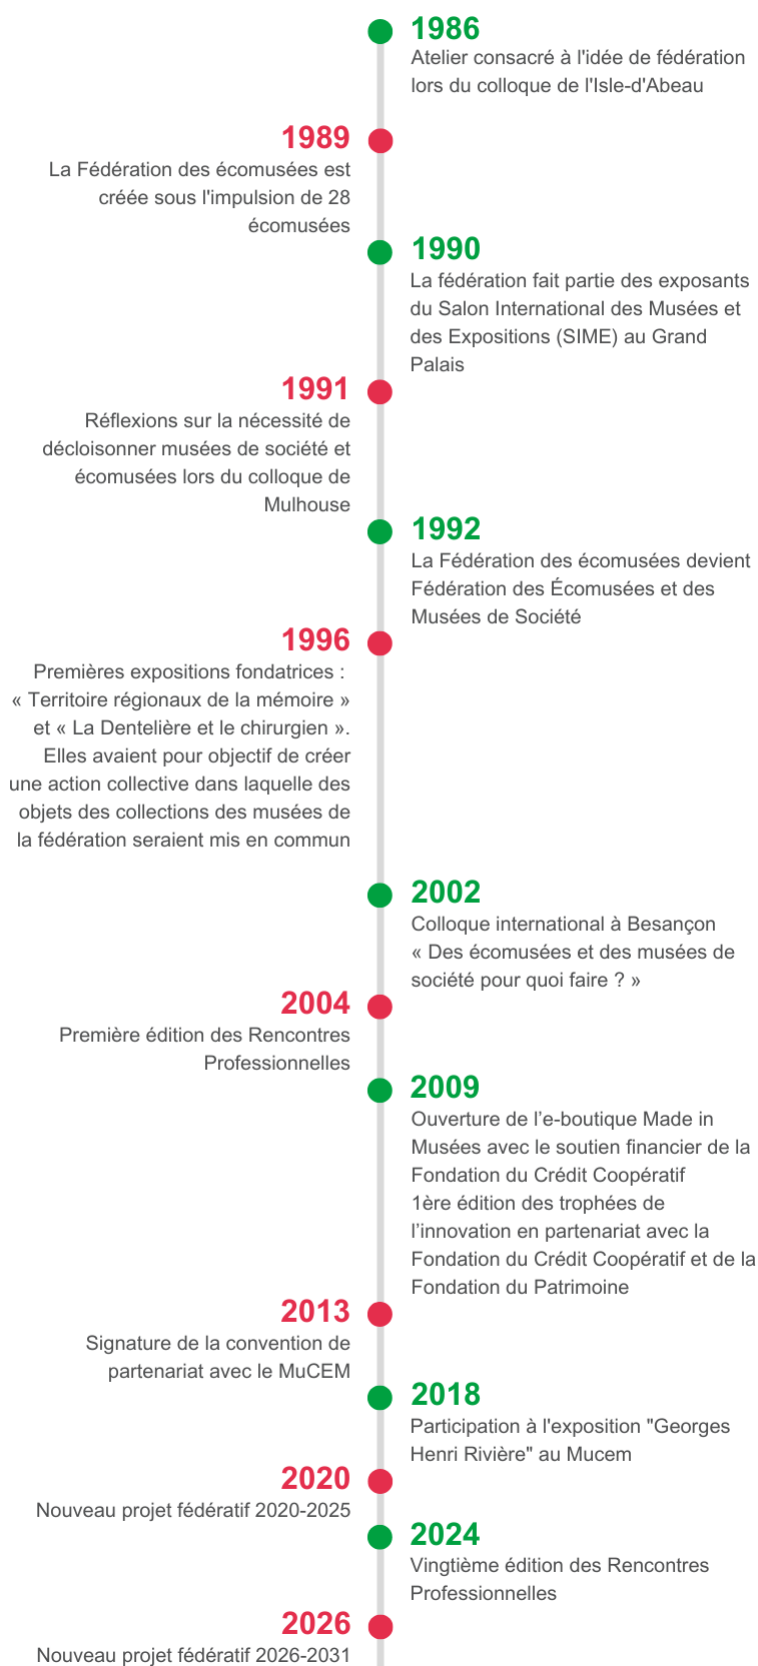 1986
Atelier consacré à l'idée de fédération
lors du colloque de l'Isle-d'Abeau
1989
La Fédération des écomusées est
créée sous l'impulsion de 28
écomusées
1990
La fédération fait partie des exposants
du Salon International des Musées et
des Expositions (SIME) au Grand
Palais
1991
Réflexions sur la nécessité de
décloisonner musées de société et
écomusées lors du colloque de
Mulhouse
1992
La Fédération des écomusées devient
Fédération des Écomusées et des
Musées de Société
1996
Premières expositions fondatrices :
« Territoire régionaux de la mémoire »
et « La Dentelière et le chirurgien ».
Elles avaient pour objectif de créer
une action collective dans laquelle des
objets des collections des musées de
la fédération seraient mis en commun
2002
Colloque international à Besançon
« Des écomusées et des musées de
société pour quoi faire ? »
2004
Première édition des Rencontres
Professionnelles
2009
Ouverture de l’e-boutique Made in
Musées avec le soutien financier de la
Fondation du Crédit Coopératif
1ère édition des trophées de
l’innovation en partenariat avec la
Fondation du Crédit Coopératif et de la
Fondation du Patrimoine
2013
Signature de la convention de
partenariat avec le MuCEM
2018
Participation à l'exposition "Georges
Henri Rivière" au Mucem
2020
Nouveau projet fédératif 2020-2025
2024
Vingtième édition des Rencontres
Professionnelles
2026
Nouveau projet fédératif 2026-2031